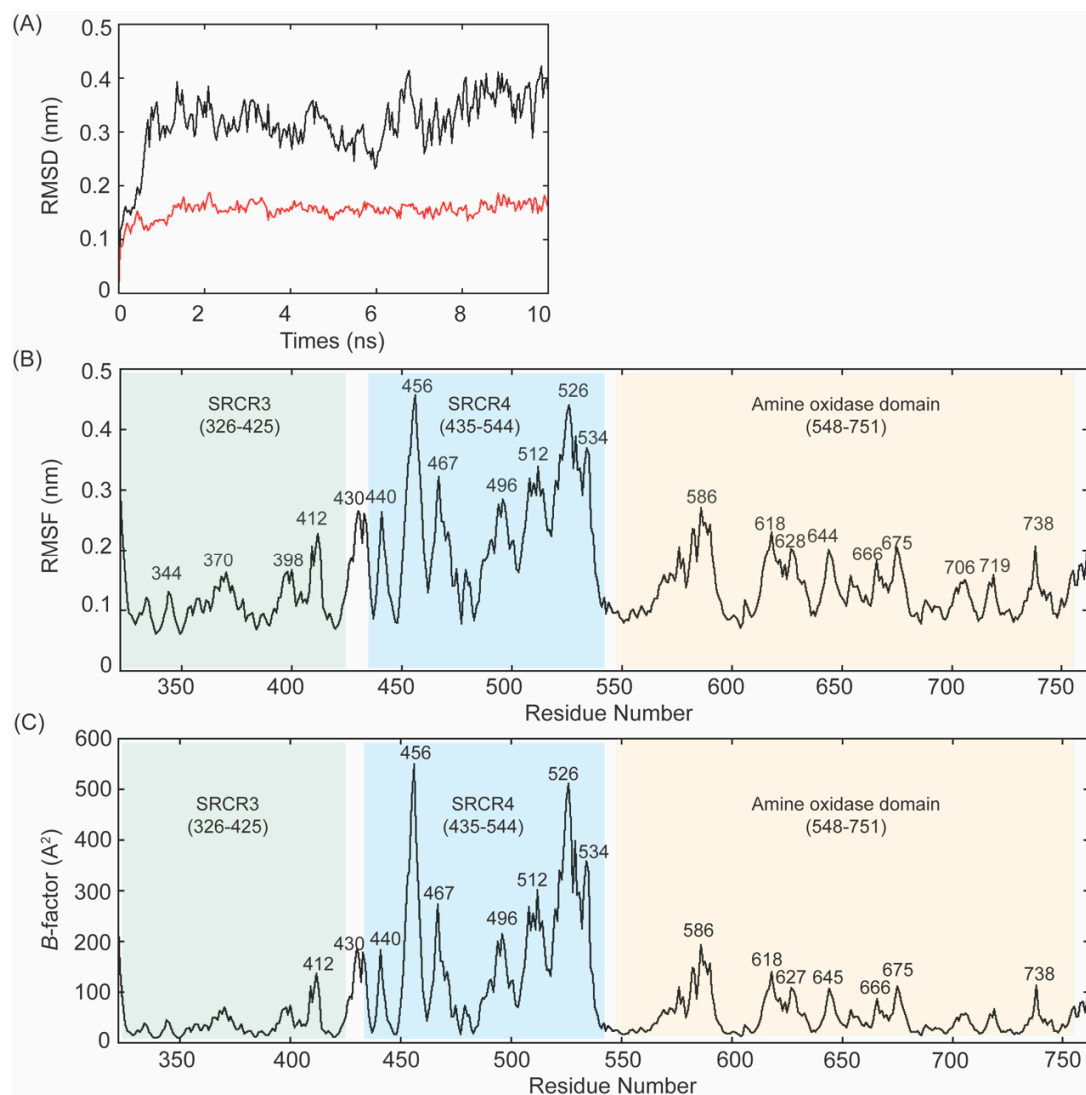 (A)
0.5
0.4
0.3
0.2
0.1
0
RMSD (nm)
0 2 4 6 8 10
Times (ns)
(B)
0.5
0.4
0.3
0.2
0.1
0
RMSF (nm)
SRCR3
(326-425)
SRCR4
(435-544)
Amine oxidase domain
(548-751)
344 370 398 412 430 440 456 467 496 512 526 534 586 618 628 644 666 675 706 719 738
350 400 450 500 550 600 650 700 750
Residue Number
(C)
600
500
400
300
200
100
0
B-factor (A²)
SRCR3
(326-425)
SRCR4
(435-544)
Amine oxidase domain
(548-751)
412 430 440 456 467 496 512 526 534 586 618 627 645 666 675 738
350 400 450 500 550 600 650 700 750
Residue Number